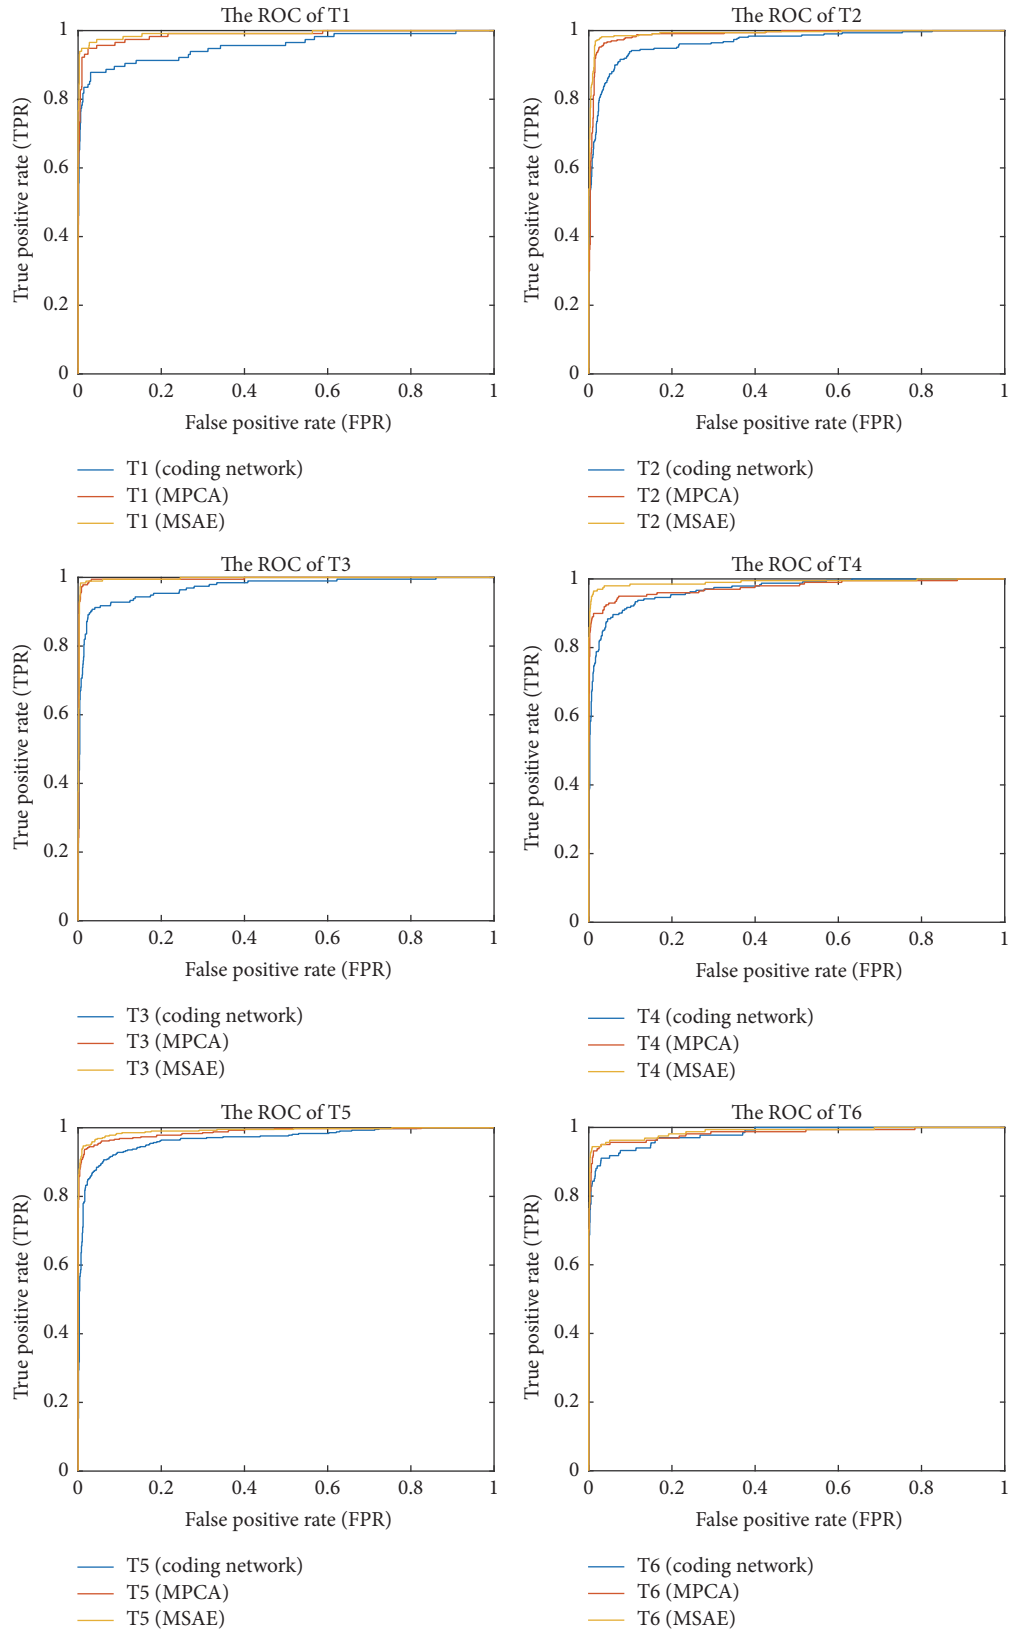 The ROC of T1
1
0.8
0.6
0.4
0.2
0
True positive rate (TPR)
0 0.2 0.4 0.6 0.8 1
False positive rate (FPR)
T1 (coding network)
T1 (MPCA)
T1 (MSAE)
The ROC of T2
1
0.8
0.6
0.4
0.2
0
True positive rate (TPR)
0 0.2 0.4 0.6 0.8 1
False positive rate (FPR)
T2 (coding network)
T2 (MPCA)
T2 (MSAE)
The ROC of T3
1
0.8
0.6
0.4
0.2
0
True positive rate (TPR)
0 0.2 0.4 0.6 0.8 1
False positive rate (FPR)
T3 (coding network)
T3 (MPCA)
T3 (MSAE)
The ROC of T4
1
0.8
0.6
0.4
0.2
0
True positive rate (TPR)
0 0.2 0.4 0.6 0.8 1
False positive rate (FPR)
T4 (coding network)
T4 (MPCA)
T4 (MSAE)
The ROC of T5
1
0.8
0.6
0.4
0.2
0
True positive rate (TPR)
0 0.2 0.4 0.6 0.8 1
False positive rate (FPR)
T5 (coding network)
T5 (MPCA)
T5 (MSAE)
The ROC of T6
1
0.8
0.6
0.4
0.2
0
True positive rate (TPR)
0 0.2 0.4 0.6 0.8 1
False positive rate (FPR)
T6 (coding network)
T6 (MPCA)
T6 (MSAE)